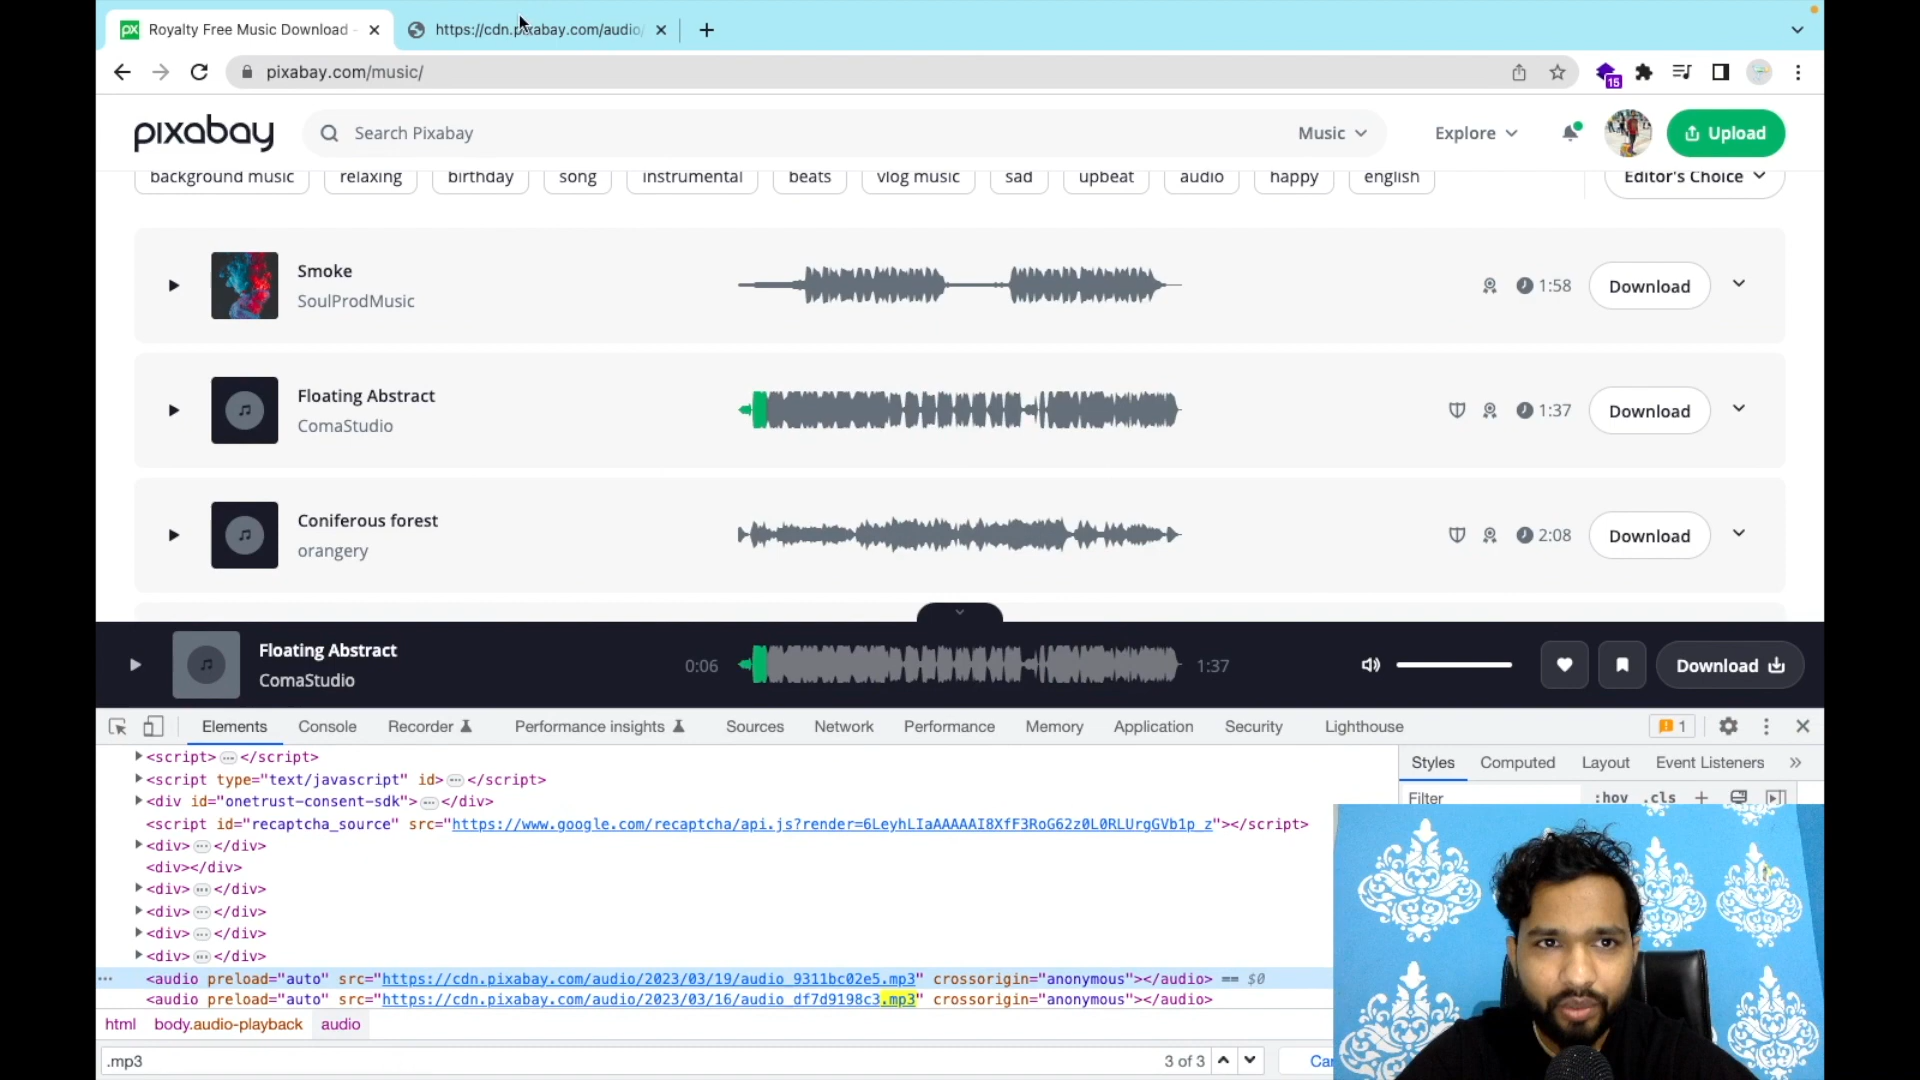 Royalty Free Music Download -
https://cdn.pixabay.com/audio/
pixabay.com/music/
15
pixabay
Search Pixabay
Music
Explore
Upload
background music
relaxing
birthday
song
instrumental
beats
vlog music
sad
upbeat
audio
happy
english
Editor's Choice
Smoke
SoulProdMusic
1:58
Download
Floating Abstract
ComaStudio
1:37
Download
Coniferous forest
orangery
2:08
Download
Floating Abstract
ComaStudio
0:06
1:37
Download
Elements
Console
Recorder
Performance insights
Sources
Network
Performance
Memory
Application
Security
Lighthouse
1
<script> … </script>
<script type="text/javascript" id> … </script>
<div id="onetrust-consent-sdk"> … </div>
<script id="recaptcha_source" src="https://www.google.com/recaptcha/api.js?render=6LeyhLIaAAAAAI8XfF3RoG62z0L0RLUrgGVb1p_z"></script>
<div> … </div>
<div></div>
<div> … </div>
<div> … </div>
<div> … </div>
<div> … </div>
<audio preload="auto" src="https://cdn.pixabay.com/audio/2023/03/19/audio_9311bc02e5.mp3" crossorigin="anonymous"></audio> == $0
<audio preload="auto" src="https://cdn.pixabay.com/audio/2023/03/16/audio_df7d9198c3.mp3" crossorigin="anonymous"></audio>
Styles
Computed
Layout
Event Listeners
Filter
:hov
.cls
html
body.audio-playback
audio
.mp3
3 of 3